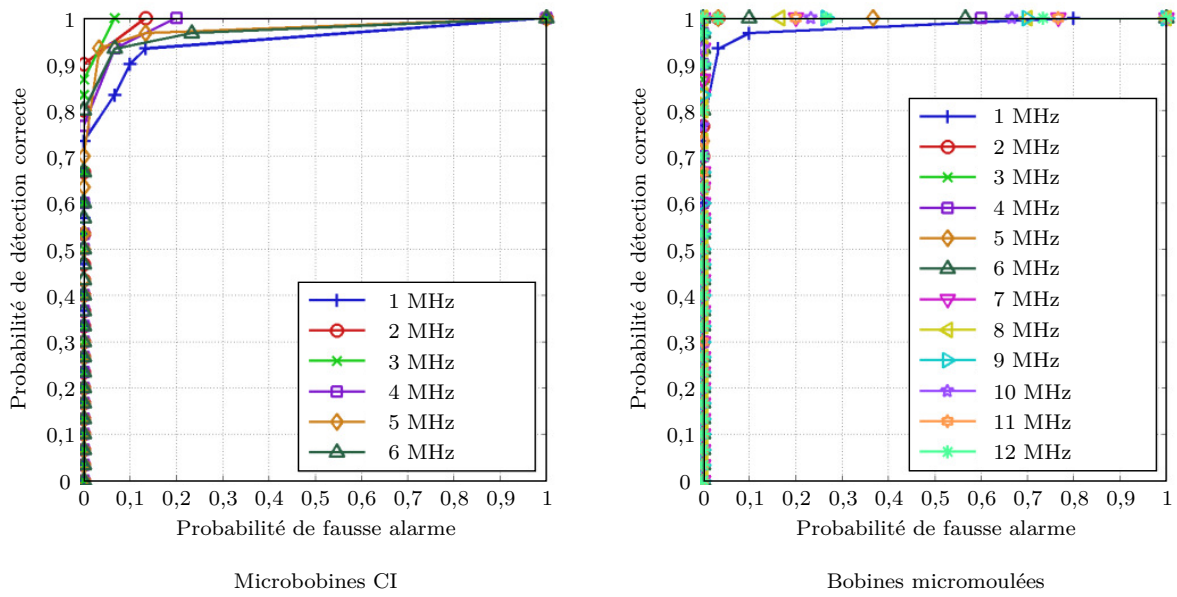 Probabilité de détection correcte
1
0,9
0,8
0,7
0,6
0,5
0,4
0,3
0,2
0,1
0
0 0,1 0,2 0,3 0,4 0,5 0,6 0,7 0,8 0,9 1
Probabilité de fausse alarme
1 MHz
2 MHz
3 MHz
4 MHz
5 MHz
6 MHz
Microbobines CI
Probabilité de détection correcte
1
0,9
0,8
0,7
0,6
0,5
0,4
0,3
0,2
0,1
0
0 0,1 0,2 0,3 0,4 0,5 0,6 0,7 0,8 0,9 1
Probabilité de fausse alarme
1 MHz
2 MHz
3 MHz
4 MHz
5 MHz
6 MHz
7 MHz
8 MHz
9 MHz
10 MHz
11 MHz
12 MHz
Bobines micromoulées